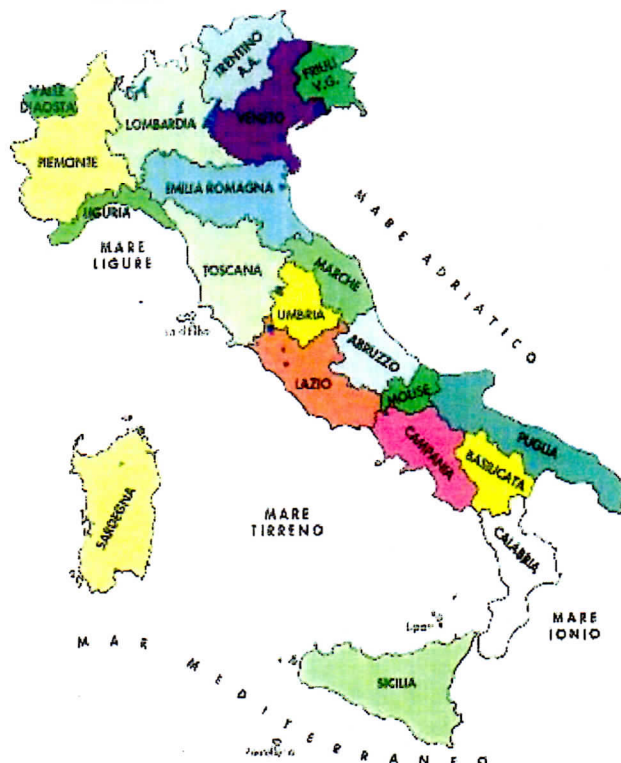 TRENTINO
A.A.
FRIULI
V.G.
VALLE
D'AOSTA
LOMBARDIA
VENETO
PIEMONTE
EMILIA ROMAGNA
LIGURIA
MARE
LIGURE
TOSCANA
MARCHE
MARE ADRIATICO
UMBRIA
ABRUZZO
LAZIO
MOLISE
PUGLIA
CAMPANIA
BASILICATA
SARDEGNA
MARE
TIRRENO
CALABRIA
MARE
IONIO
SICILIA
MAR MEDITERRANEO